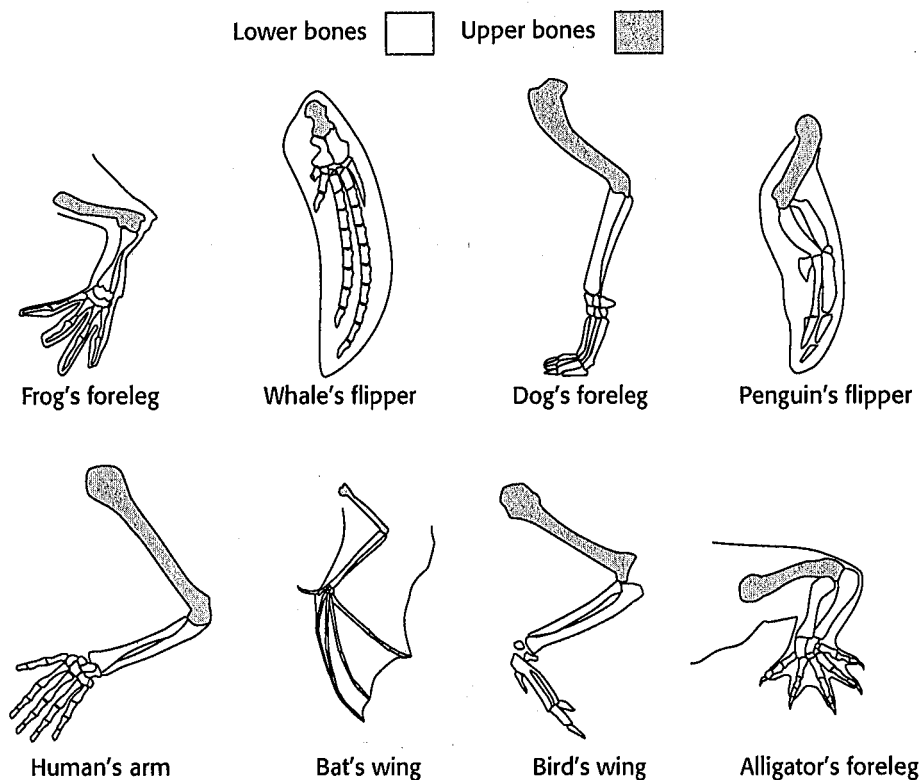 Lower bones Upper bones
Frog's foreleg Whale's flipper Dog's foreleg Penguin's flipper
Human's arm Bat's wing Bird's wing Alligator's foreleg